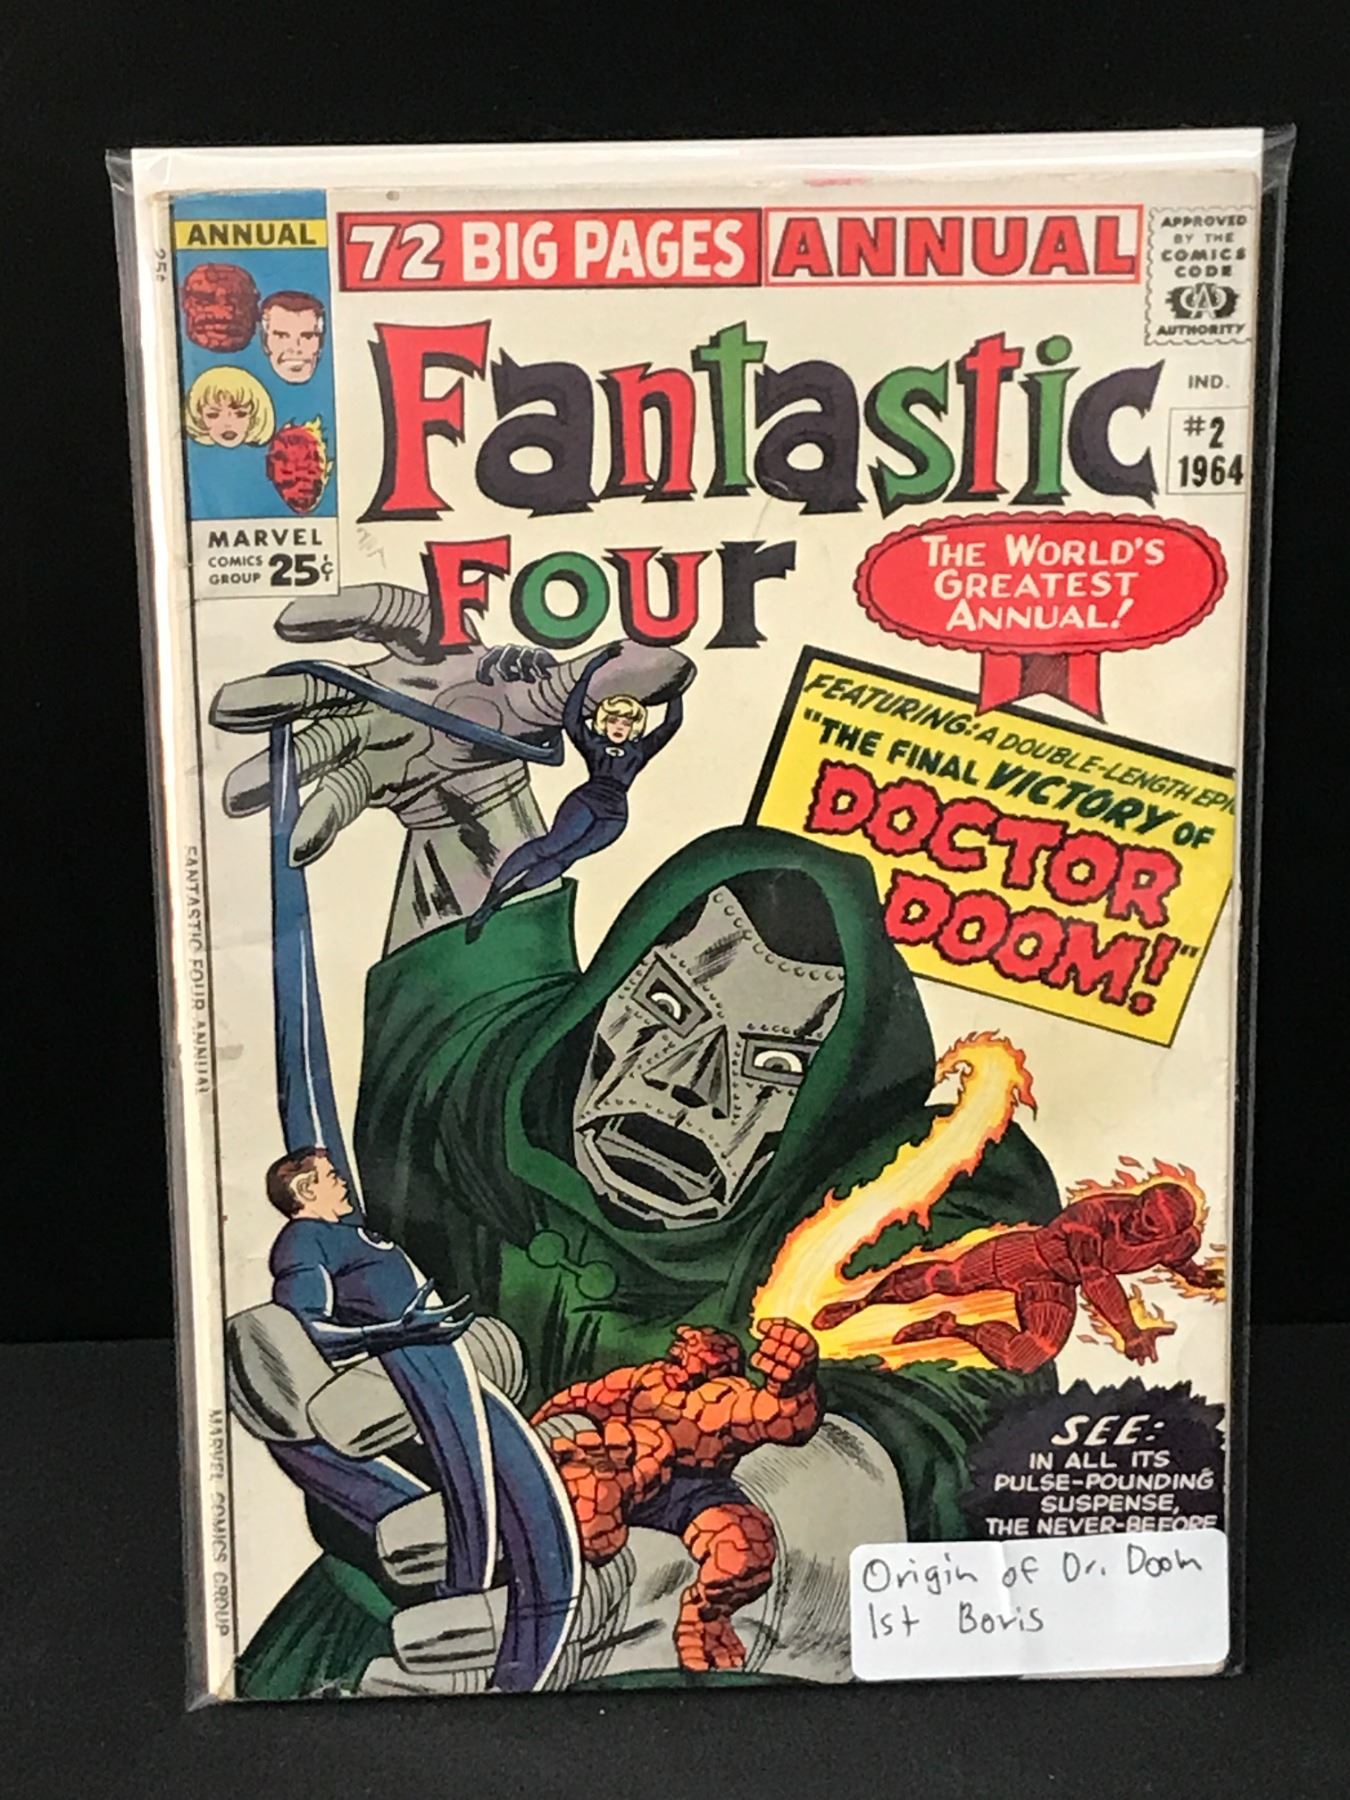 ANNUAL
72 BIG PAGES ANNUAL
APPROVED
BY THE
COMICS
CODE
CA
AUTHORITY
25¢
Fantastic
Four
IND.
#2
1964
MARVEL
COMICS
GROUP 25¢
THE WORLD'S
GREATEST
ANNUAL!
FEATURING: A DOUBLE-LENGTH
"THE FINAL VICTORY OF
DOCTOR
DOOM!"
FANTASTIC FOUR ANNUAL
MARVEL COMICS GROUP
SEE:
IN ALL ITS
PULSE-POUNDING
SUSPENSE,
THE NEVER-BEFORE
Origin of Dr. Doom
1st Boris